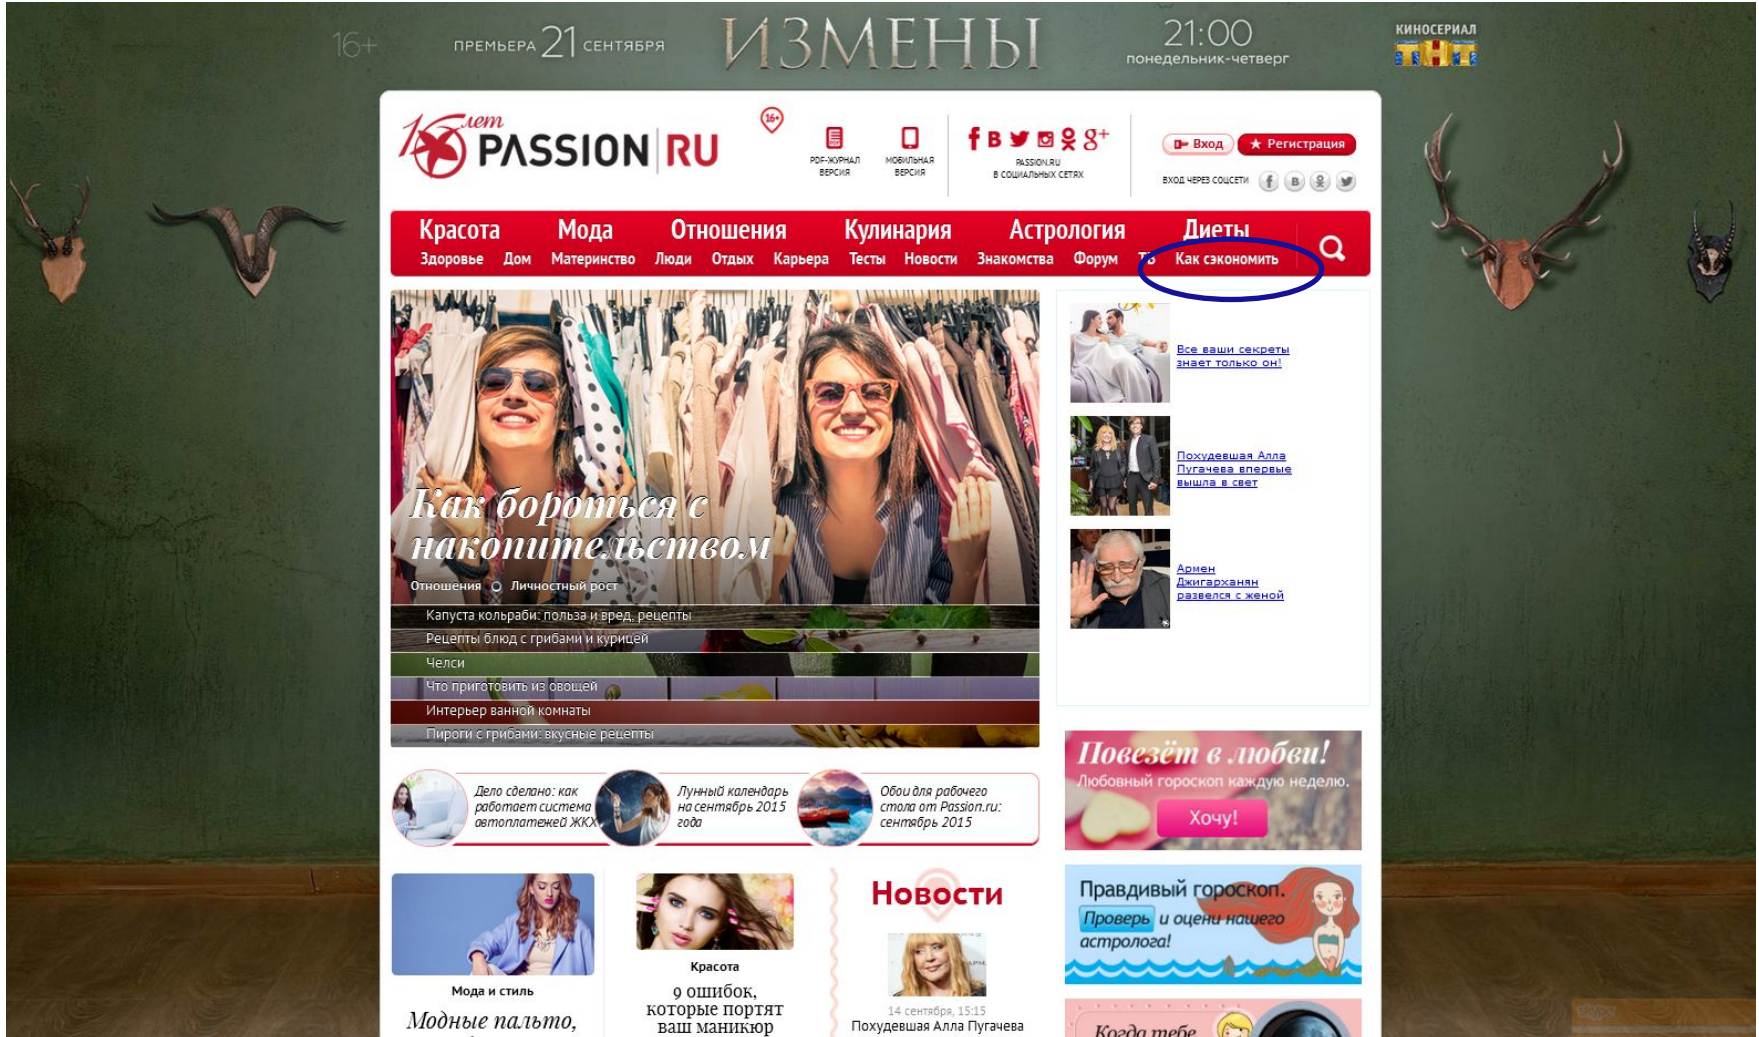 16+
ПРЕМЬЕРА 21 СЕНТЯБРЯ
ИЗМЕНЫ
21:00
ПОНЕДЕЛЬНИК-ЧЕТВЕРГ
КИНОСЕРИАЛ
ТНТ
16 лет
PASSION|RU
16+
PDF-ЖУРНАЛ
ВЕРСИЯ
МОБИЛЬНАЯ
ВЕРСИЯ
PASSION.RU
В СОЦИАЛЬНЫХ СЕТЯХ
Вход
Регистрация
ВХОД ЧЕРЕЗ СОЦСЕТИ
Красота Мода Отношения Кулинария Астрология Диеты
Здоровье Дом Материнство Люди Отдых Карьера Тесты Новости Знакомства Форум ТВ Как сэкономить
Как бороться с
накопительством
Отношения Личностный рост
Капуста кольраби: польза и вред, рецепты
Рецепты блюд с грибами и курицей
Челси
Что приготовить из овощей
Интерьер ванной комнаты
Пироги с грибами: вкусные рецепты
Все ваши секреты
знает только он!
Похудевшая Алла
Пугачева впервые
вышла в свет
Армен
Джигарханян
развелся с женой
Дело сделано: как
работает система
автоплатежей ЖКХ
Лунный календарь
на сентябрь 2015
года
Обои для рабочего
стола от Passion.ru:
сентябрь 2015
Повезёт в любви!
Любовный гороскоп каждую неделю.
Хочу!
Правдивый гороскоп.
Проверь и оцени нашего
астролога!
Когда тебе
Мода и стиль
Модные пальто,
Красота
9 ошибок,
которые портят
ваш маникюр
Новости
14 сентября, 15:15
Похудевшая Алла Пугачева